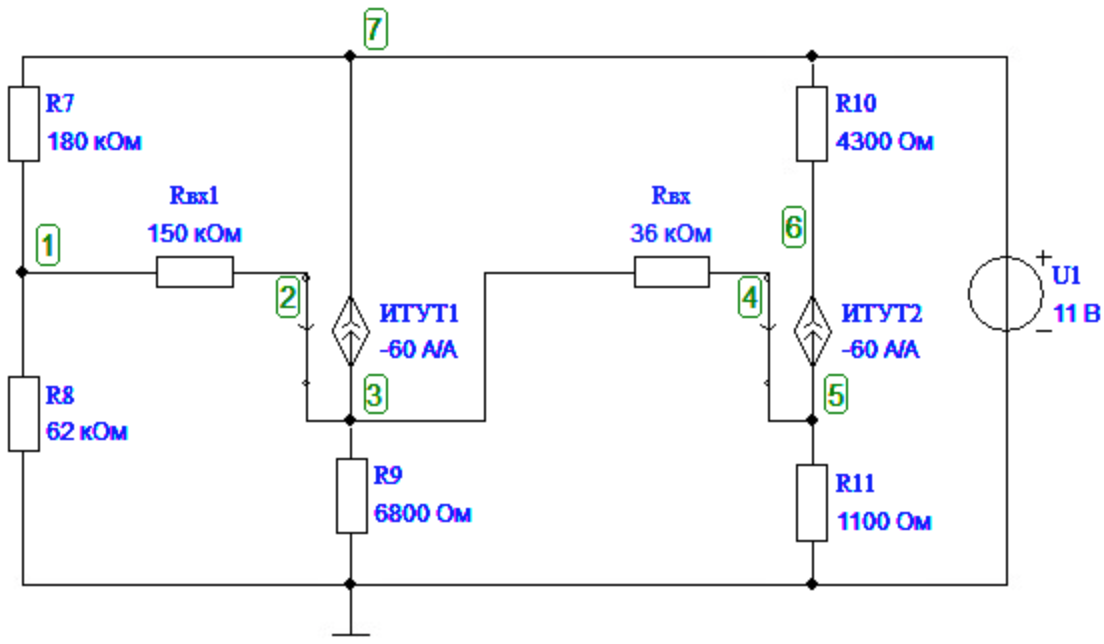 7
R7
180 кОм
R10
4300 Ом
Rвх1
150 кОм
Rвх
36 кОм
1
6
2
4
+
U1
11 В
−
ИТУТ1
-60 А/А
ИТУТ2
-60 А/А
3
5
R8
62 кОм
R9
6800 Ом
R11
1100 Ом